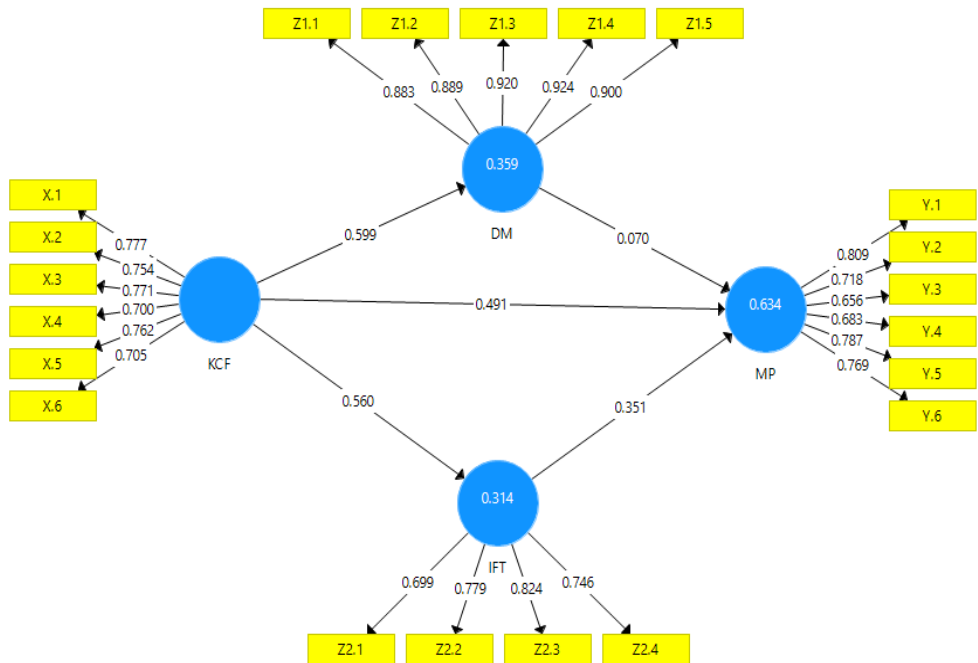 Z1.1 Z1.2 Z1.3 Z1.4 Z1.5
0.883 0.889 0.920 0.924 0.900
0.359
DM
X.1
X.2
X.3
X.4
X.5
X.6
0.777
0.754
0.771
0.700
0.762
0.705
KCF
0.599
0.070
0.491
0.560
0.351
0.634
MP
0.809
0.718
0.656
0.683
0.787
0.769
Y.1
Y.2
Y.3
Y.4
Y.5
Y.6
0.314
IFT
0.699 0.779 0.824 0.746
Z2.1 Z2.2 Z2.3 Z2.4